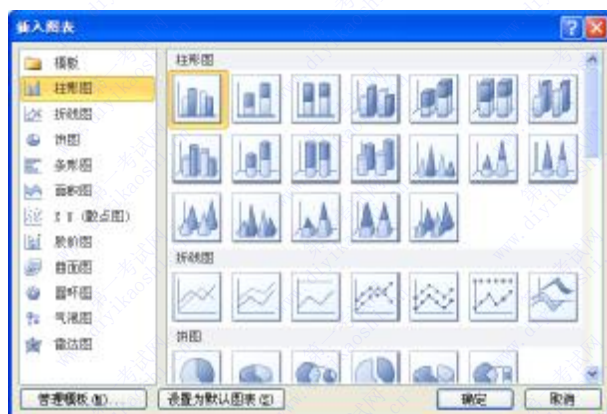 插入图表
模板
柱形图
折线图
饼图
条形图
面积图
X Y (散点图)
股价图
曲面图
圆环图
气泡图
雷达图
柱形图
折线图
饼图
管理模板(M)...
设置为默认图表(S)
确定
取消